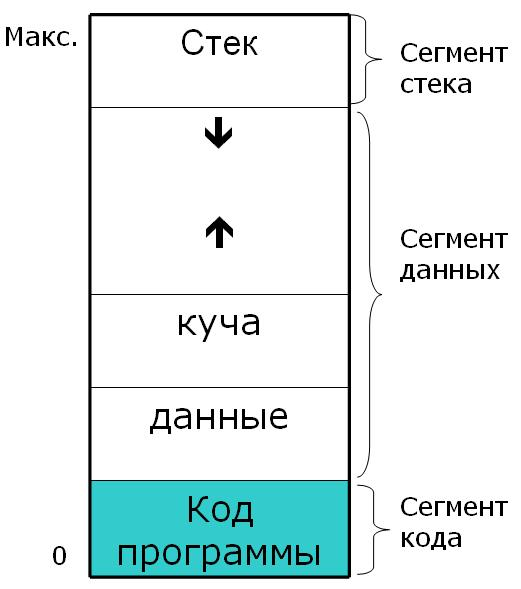 Макс.
Стек
Сегмент
стека
Сегмент
данных
куча
данные
Код
программы
Сегмент
кода
0